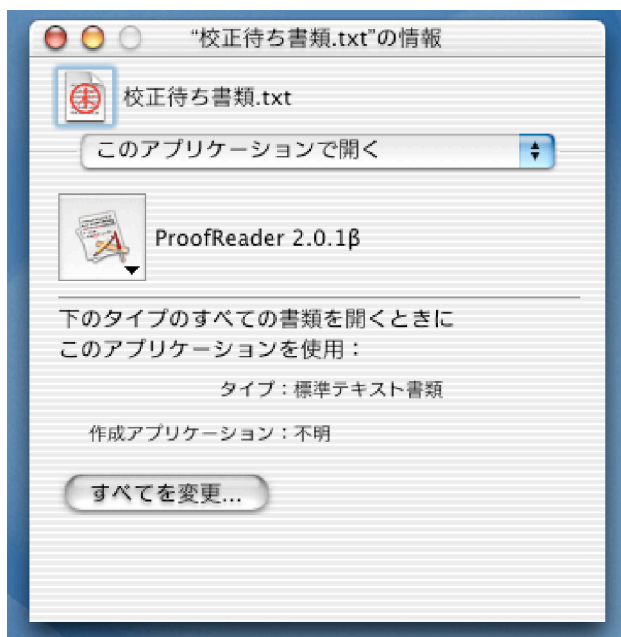 “校正待ち書類.txt”の情報
校正待ち書類.txt
このアプリケーションで開く
ProofReader 2.0.1β
下のタイプのすべての書類を開くときに
このアプリケーションを使用：
タイプ：標準テキスト書類
作成アプリケーション：不明
すべてを変更...